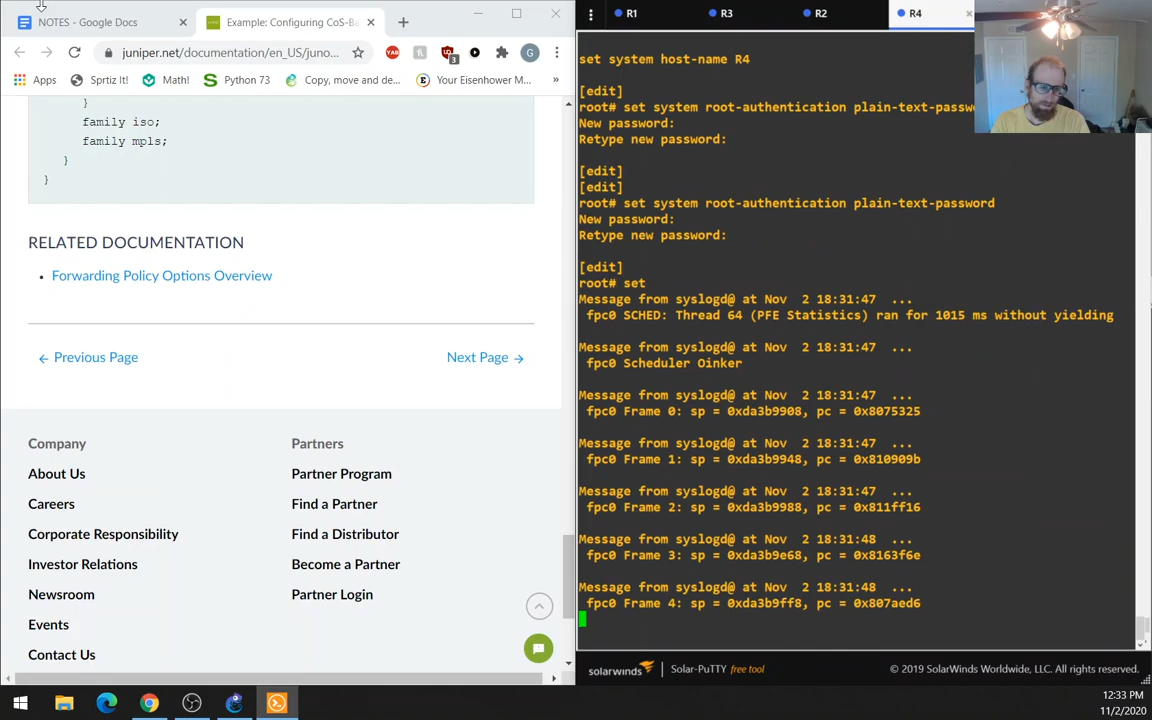 NOTES - Google Docs
Example: Configuring CoS-Ba
juniper.net/documentation/en_US/juno...
YAB
3
G
Apps
Sprtiz It!
Math!
Python 73
Copy, move and de...
Your Eisenhower M...
»
}
family iso;
family mpls;
}
}
RELATED DOCUMENTATION
Forwarding Policy Options Overview
Previous Page
Next Page
Company
About Us
Careers
Corporate Responsibility
Investor Relations
Newsroom
Events
Contact Us
Partners
Partner Program
Find a Partner
Find a Distributor
Become a Partner
Partner Login
R1
R3
R2
R4
set system host-name R4
[edit]
root# set system root-authentication plain-text-passw
New password:
Retype new password:
[edit]
[edit]
root# set system root-authentication plain-text-password
New password:
Retype new password:
[edit]
root# set
Message from syslogd@ at Nov  2 18:31:47  ...
fpc0 SCHED: Thread 64 (PFE Statistics) ran for 1015 ms without yielding
Message from syslogd@ at Nov  2 18:31:47  ...
fpc0 Scheduler Oinker
Message from syslogd@ at Nov  2 18:31:47  ...
fpc0 Frame 0: sp = 0xda3b9908, pc = 0x8075325
Message from syslogd@ at Nov  2 18:31:47  ...
fpc0 Frame 1: sp = 0xda3b9948, pc = 0x810909b
Message from syslogd@ at Nov  2 18:31:47  ...
fpc0 Frame 2: sp = 0xda3b9988, pc = 0x811ff16
Message from syslogd@ at Nov  2 18:31:48  ...
fpc0 Frame 3: sp = 0xda3b9e68, pc = 0x8163f6e
Message from syslogd@ at Nov  2 18:31:48  ...
fpc0 Frame 4: sp = 0xda3b9ff8, pc = 0x807aed6
solarwinds
Solar-PuTTY free tool
© 2019 SolarWinds Worldwide, LLC. All rights reserved.
12:33 PM
11/2/2020